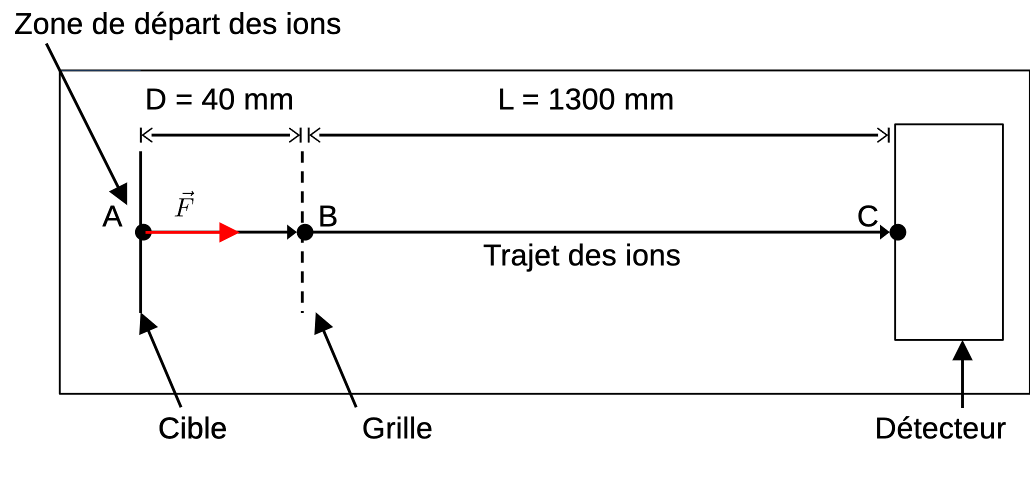 Zone de départ des ions
D = 40 mm
L = 1300 mm
A
F⃗
B
C
Trajet des ions
Cible
Grille
Détecteur